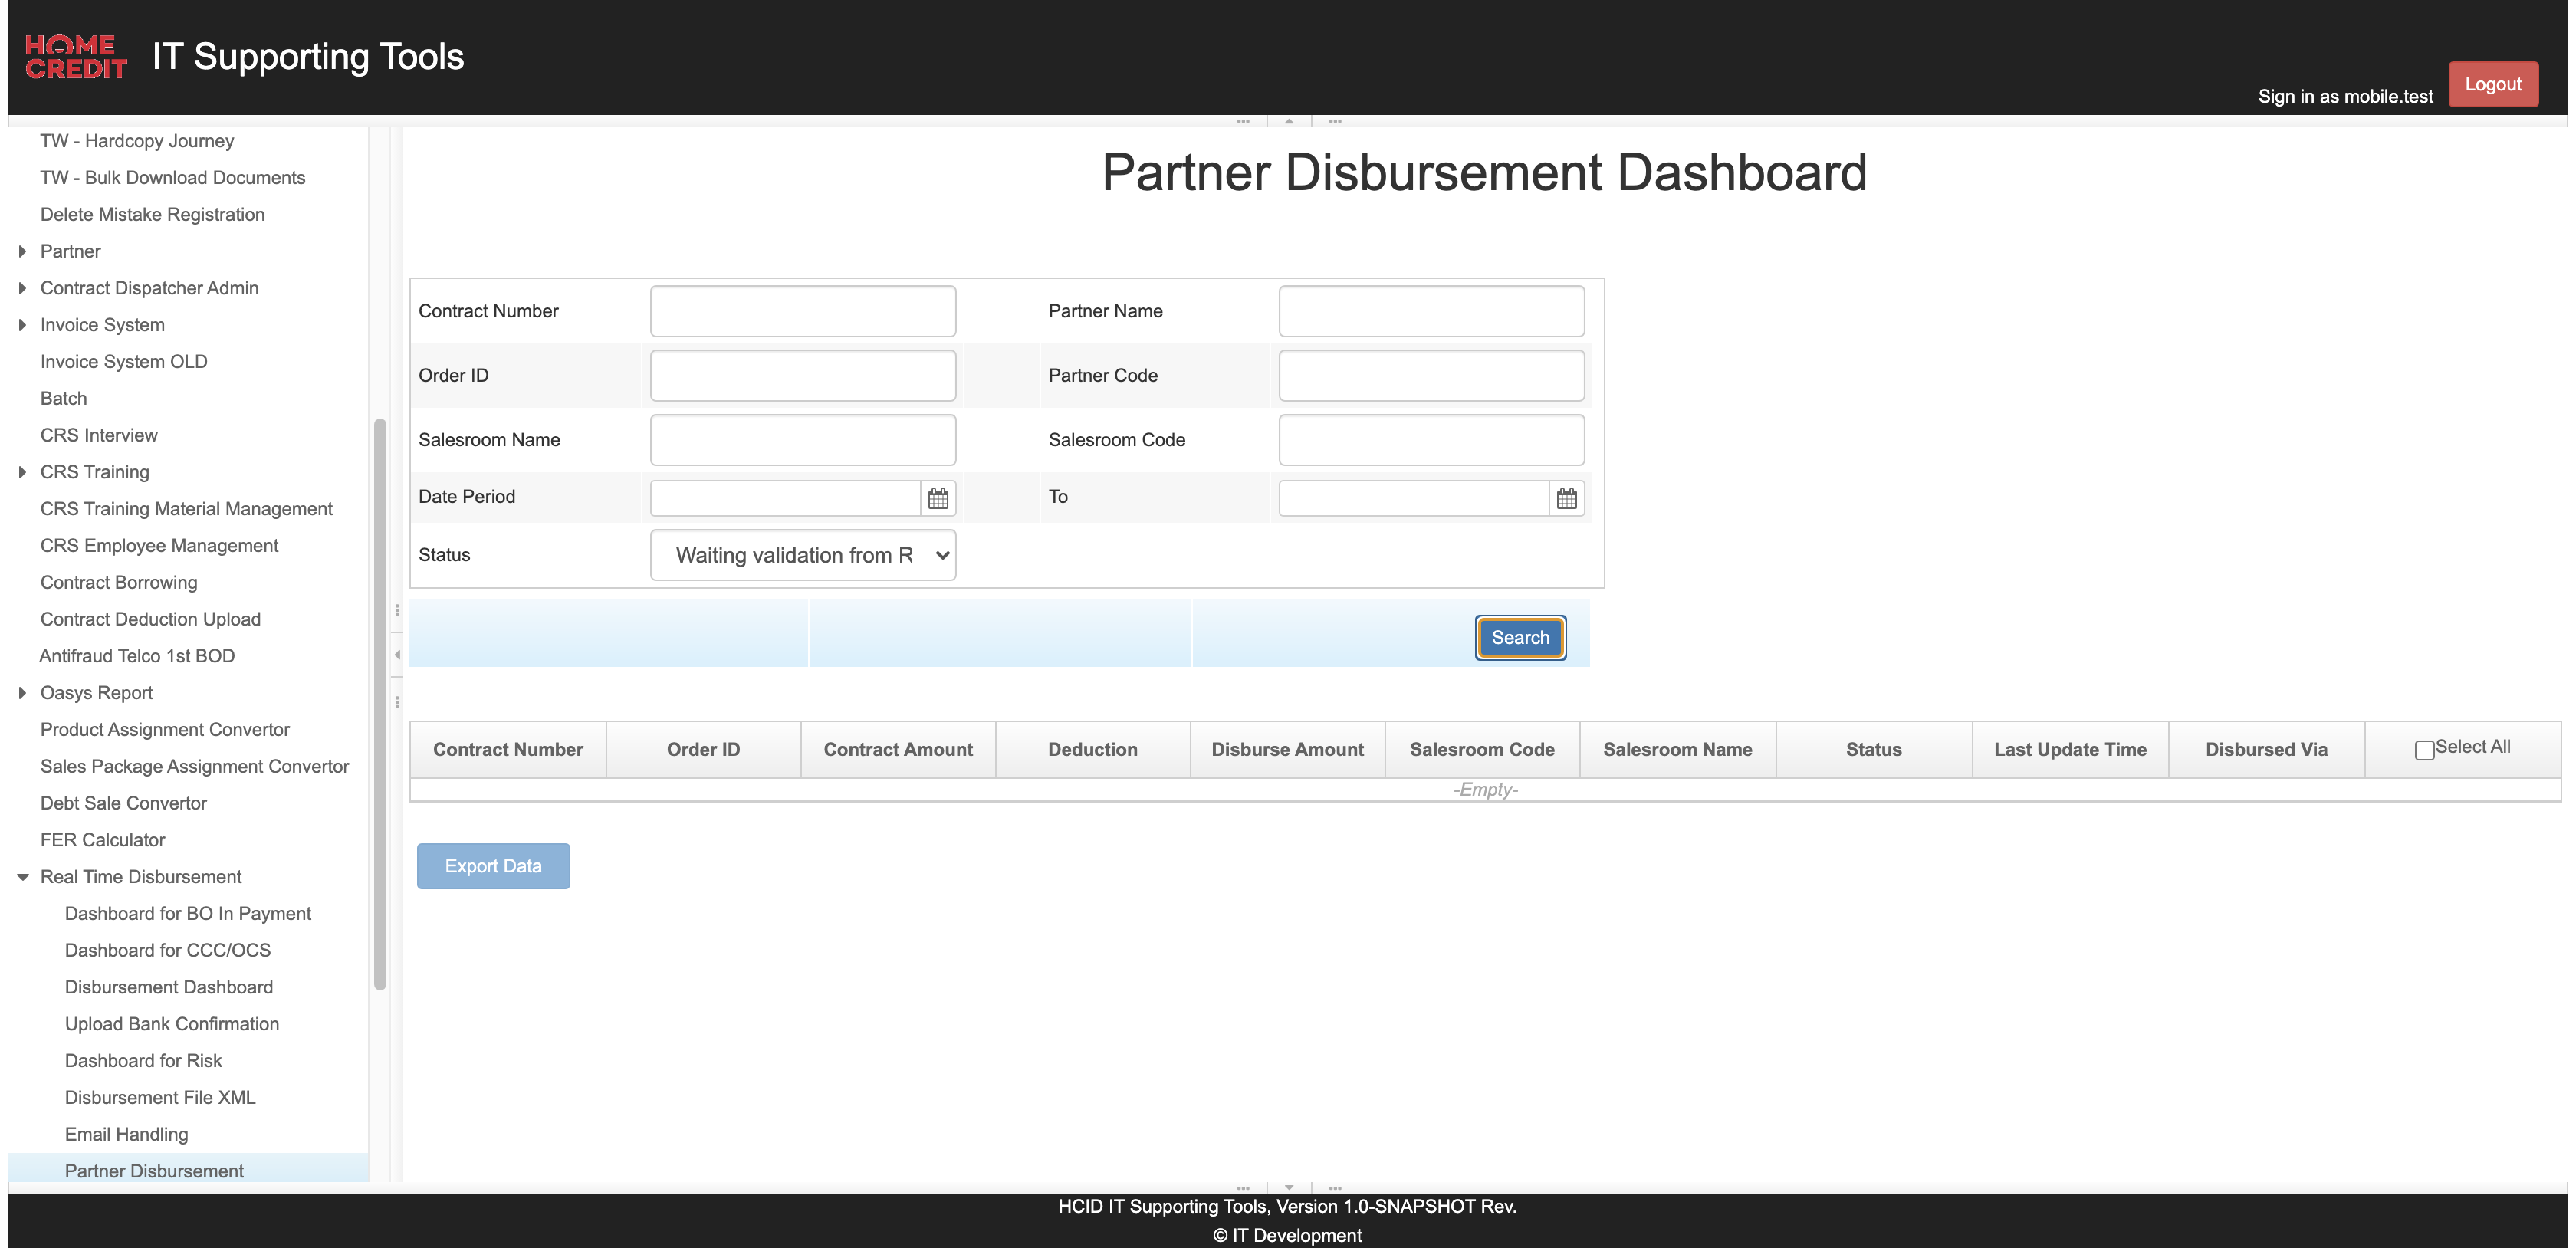 HOME
CREDIT
IT Supporting Tools
Sign in as mobile.test
Logout
TW - Hardcopy Journey
TW - Bulk Download Documents
Delete Mistake Registration
Partner
Contract Dispatcher Admin
Invoice System
Invoice System OLD
Batch
CRS Interview
CRS Training
CRS Training Material Management
CRS Employee Management
Contract Borrowing
Contract Deduction Upload
Antifraud Telco 1st BOD
Oasys Report
Product Assignment Convertor
Sales Package Assignment Convertor
Debt Sale Convertor
FER Calculator
Real Time Disbursement
Dashboard for BO In Payment
Dashboard for CCC/OCS
Disbursement Dashboard
Upload Bank Confirmation
Dashboard for Risk
Disbursement File XML
Email Handling
Partner Disbursement
Partner Disbursement Dashboard
Contract Number Partner Name
Order ID Partner Code
Salesroom Name Salesroom Code
Date Period To
Status Waiting validation from R
Search
Contract Number Order ID Contract Amount Deduction Disburse Amount Salesroom Code Salesroom Name Status Last Update Time Disbursed Via Select All
-Empty-
Export Data
HCID IT Supporting Tools, Version 1.0-SNAPSHOT Rev.
© IT Development